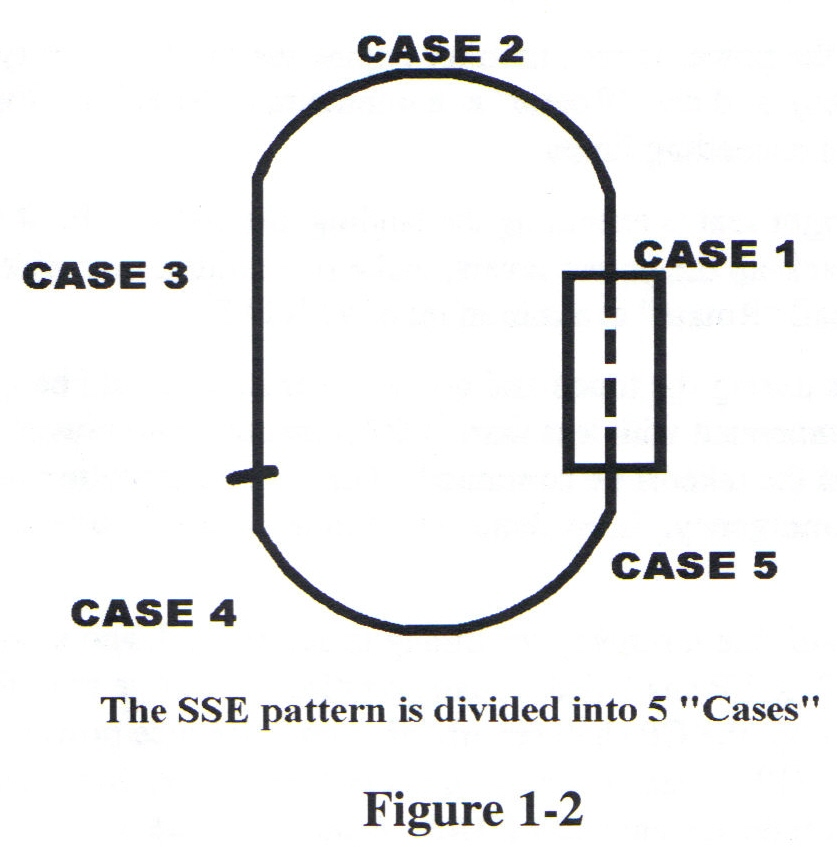 CASE 2
CASE 1
CASE 3
CASE 5
CASE 4
The SSE pattern is divided into 5 "Cases"
Figure 1-2